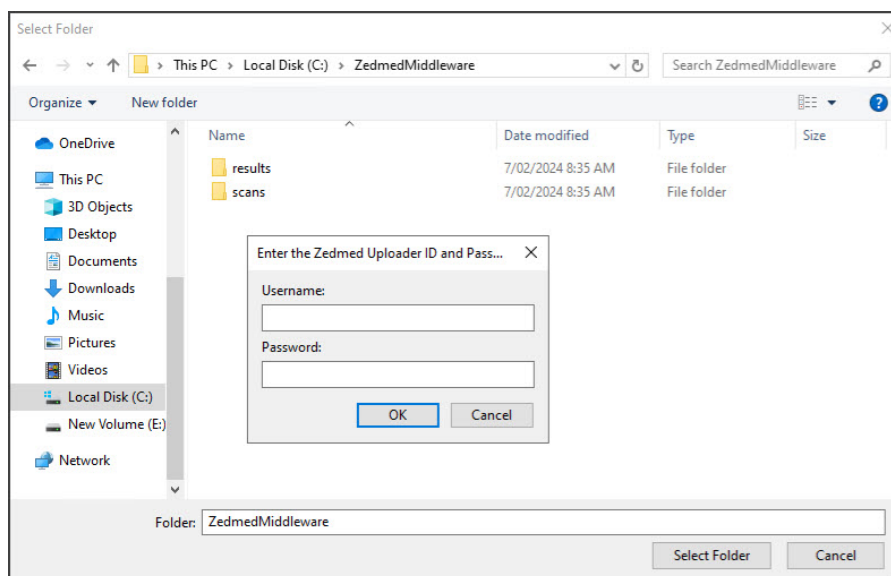 Select Folder
This PC > Local Disk (C:) > ZedmedMiddleware
Search ZedmedMiddleware
Organize
New folder
?
Name
Date modified
Type
Size
results
7/02/2024 8:35 AM
File folder
scans
7/02/2024 8:35 AM
File folder
OneDrive
This PC
3D Objects
Desktop
Documents
Downloads
Music
Pictures
Videos
Local Disk (C:)
New Volume (E:)
Network
Enter the Zedmed Uploader ID and Pass...
Username:
Password:
OK
Cancel
Folder:
ZedmedMiddleware
Select Folder
Cancel